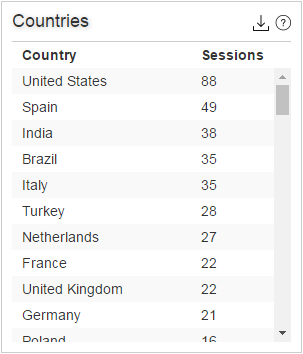 Countries
Country Sessions
United States 88
Spain 49
India 38
Brazil 35
Italy 35
Turkey 28
Netherlands 27
France 22
United Kingdom 22
Germany 21
Poland 16